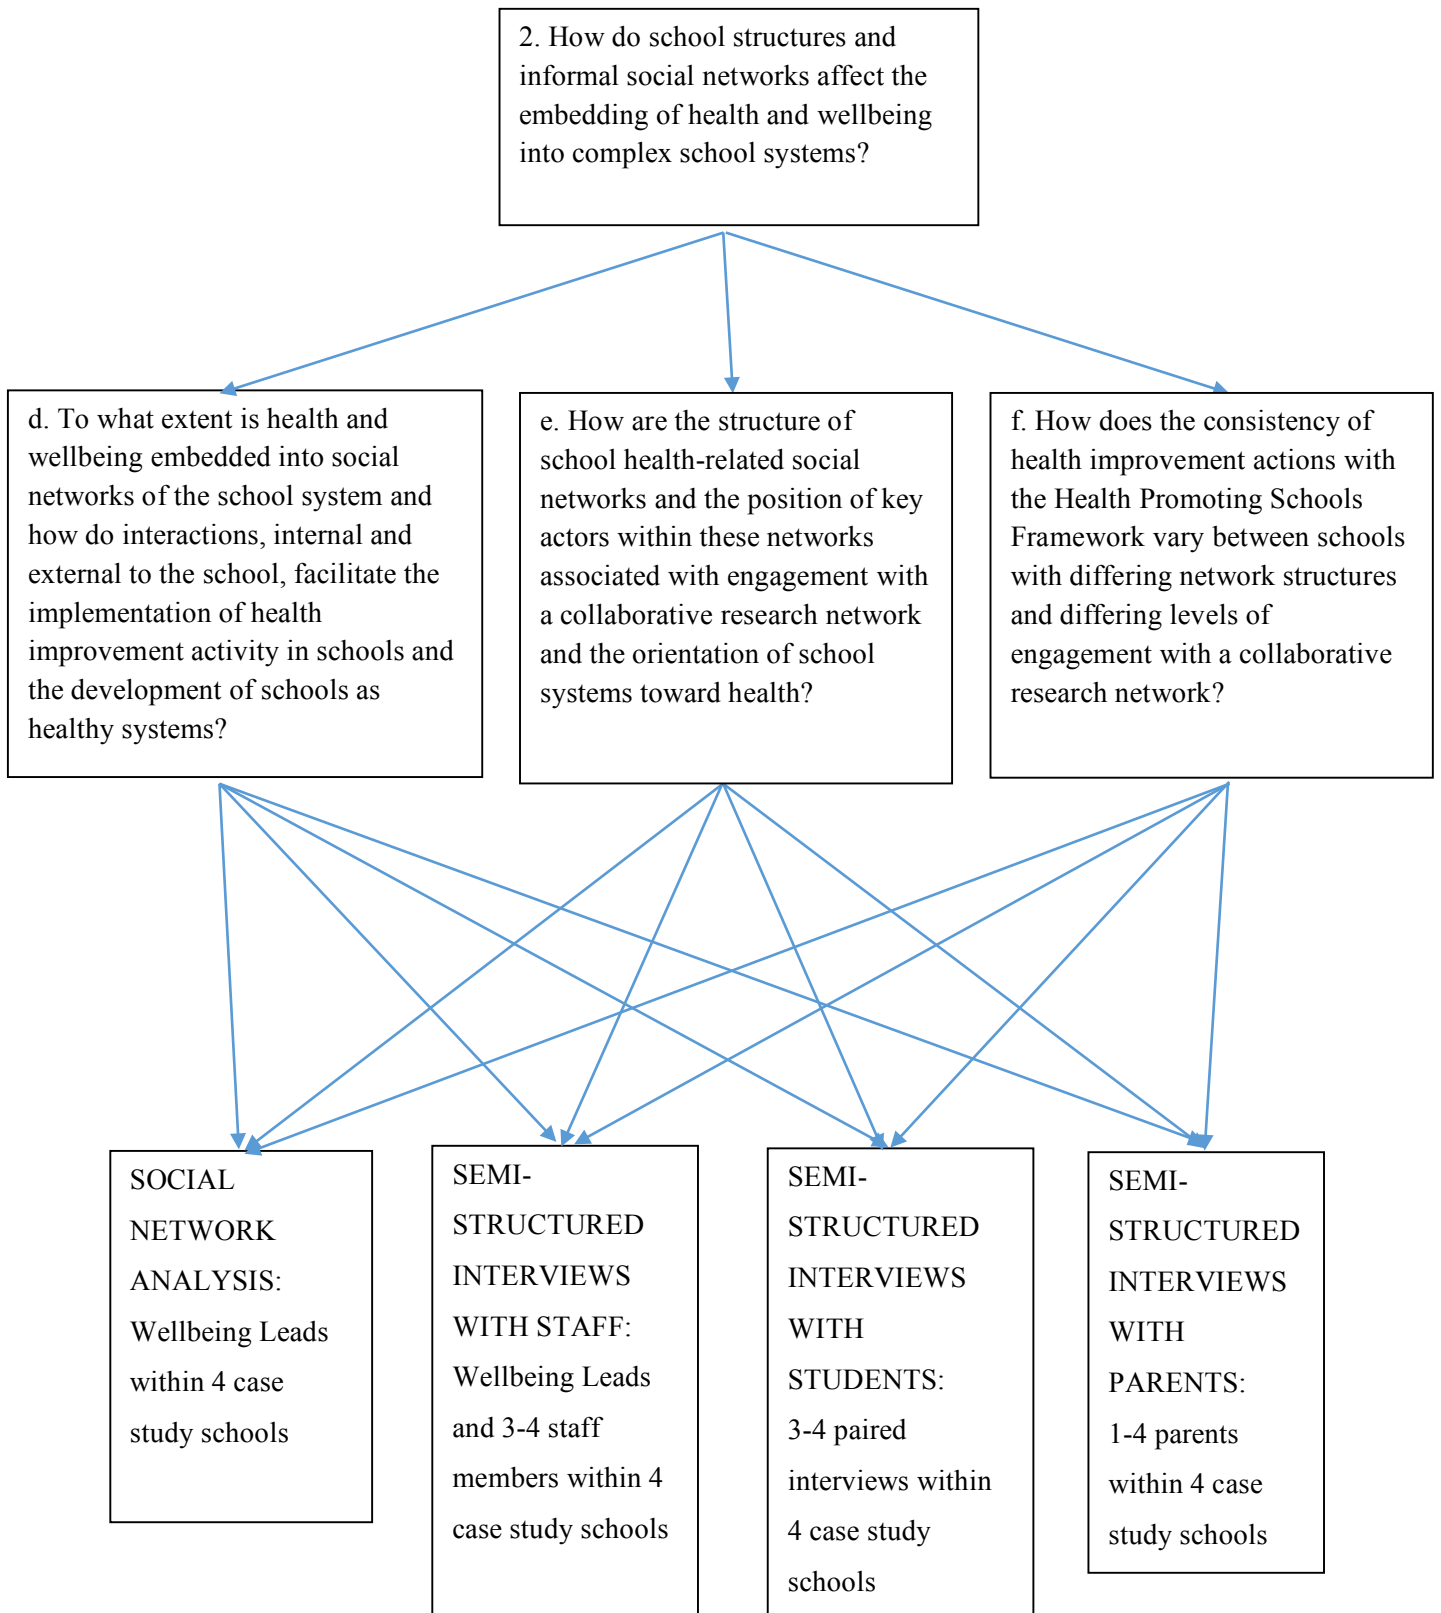 2. How do school structures and
informal social networks affect the
embedding of health and wellbeing
into complex school systems?
d. To what extent is health and
wellbeing embedded into social
networks of the school system and
how do interactions, internal and
external to the school, facilitate the
implementation of health
improvement activity in schools and
the development of schools as
healthy systems?
e. How are the structure of
school health-related social
networks and the position of key
actors within these networks
associated with engagement with
a collaborative research network
and the orientation of school
systems toward health?
f. How does the consistency of
health improvement actions with
the Health Promoting Schools
Framework vary between schools
with differing network structures
and differing levels of
engagement with a collaborative
research network?
SOCIAL
NETWORK
ANALYSIS:
Wellbeing Leads
within 4 case
study schools
SEMI-
STRUCTURED
INTERVIEWS
WITH STAFF:
Wellbeing Leads
and 3-4 staff
members within 4
case study schools
SEMI-
STRUCTURED
INTERVIEWS
WITH
STUDENTS:
3-4 paired
interviews within
4 case study
schools
SEMI-
STRUCTURED
INTERVIEWS
WITH
PARENTS:
1-4 parents
within 4 case
study schools